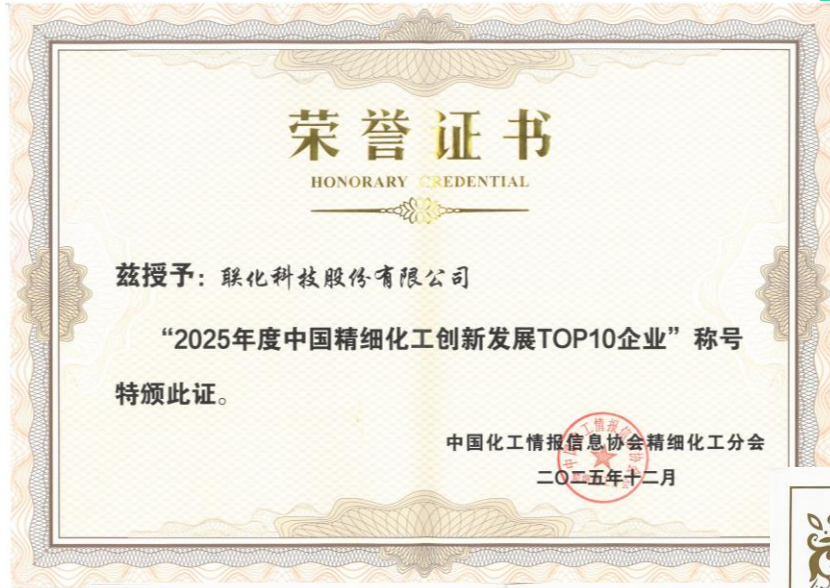 荣誉证书
HONORARY CREDENTIAL
兹授予：联化科技股份有限公司
“2025年度中国精细化工创新发展TOP10企业”称号
特颁此证。
中国化工情报信息协会精细化工分会
二〇二五年十二月